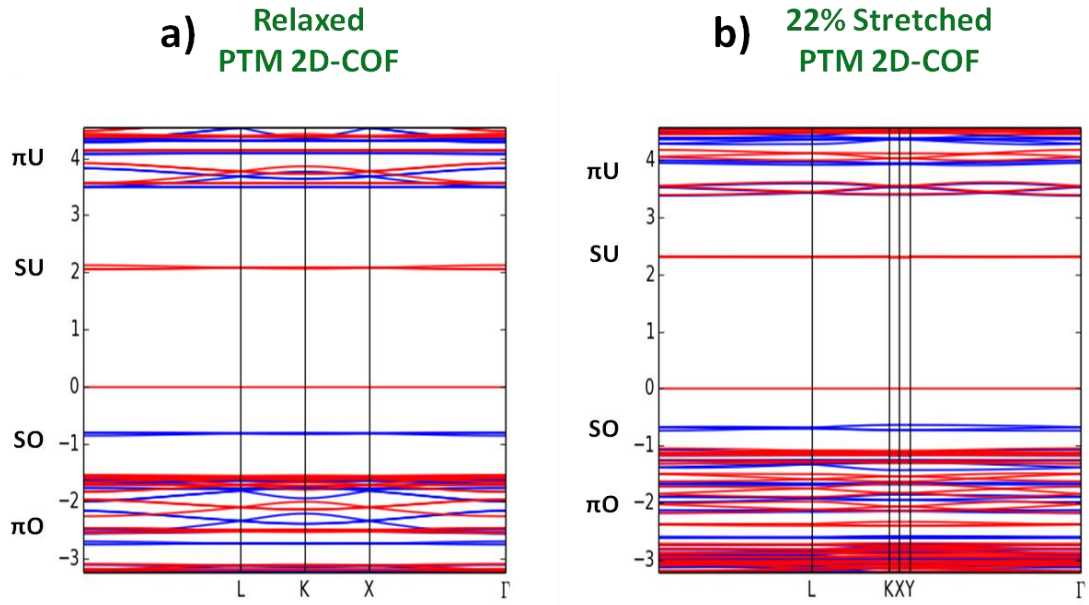 a) Relaxed
PTM 2D-COF
πU
SU
SO
πO
4
3
2
1
0
−1
−2
−3
L K X Γ
b) 22% Stretched
PTM 2D-COF
πU
SU
SO
πO
4
3
2
1
0
−1
−2
−3
L K X Y Γ